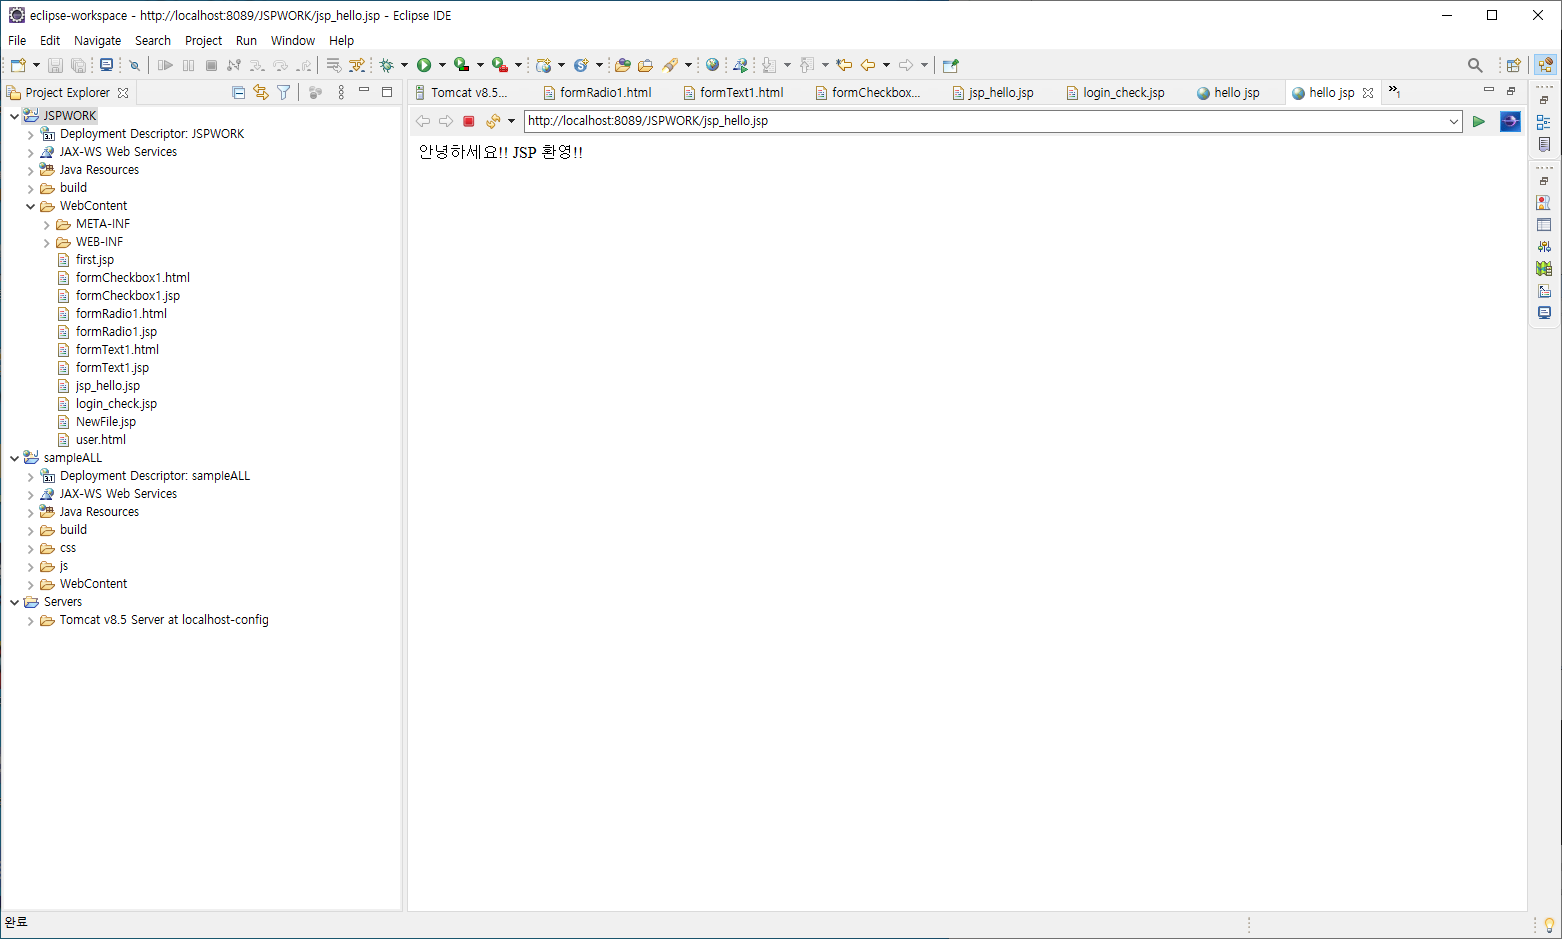 eclipse-workspace - http://localhost:8089/JSPWORK/jsp_hello.jsp - Eclipse IDE
File Edit Navigate Search Project Run Window Help
Project Explorer
Tomcat v8.5... formRadio1.html formText1.html formCheckbox... jsp_hello.jsp login_check.jsp hello jsp hello jsp »1
http://localhost:8089/JSPWORK/jsp_hello.jsp
안녕하세요!! JSP 환영!!
JSPWORK
Deployment Descriptor: JSPWORK
JAX-WS Web Services
Java Resources
build
WebContent
META-INF
WEB-INF
first.jsp
formCheckbox1.html
formCheckbox1.jsp
formRadio1.html
formRadio1.jsp
formText1.html
formText1.jsp
jsp_hello.jsp
login_check.jsp
NewFile.jsp
user.html
sampleALL
Deployment Descriptor: sampleALL
JAX-WS Web Services
Java Resources
build
css
js
WebContent
Servers
Tomcat v8.5 Server at localhost-config
완료